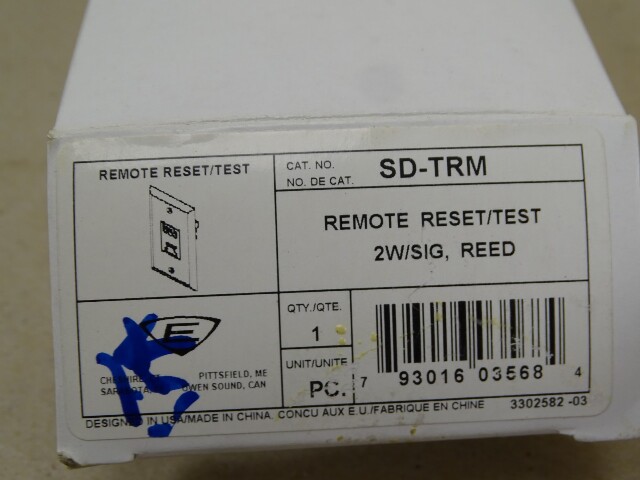 REMOTE RESET/TEST
CAT. NO.
NO. DE CAT.
SD-TRM
REMOTE RESET/TEST
2W/SIG, REED
E
PITTSFIELD, ME
OWEN SOUND, CAN
QTY./QTE.
1
UNIT/UNITE
PC.
7 93016 03568 4
DESIGNED IN USA/MADE IN CHINA. CONCU AUX E.U./FABRIQUE EN CHINE
3302582 -03